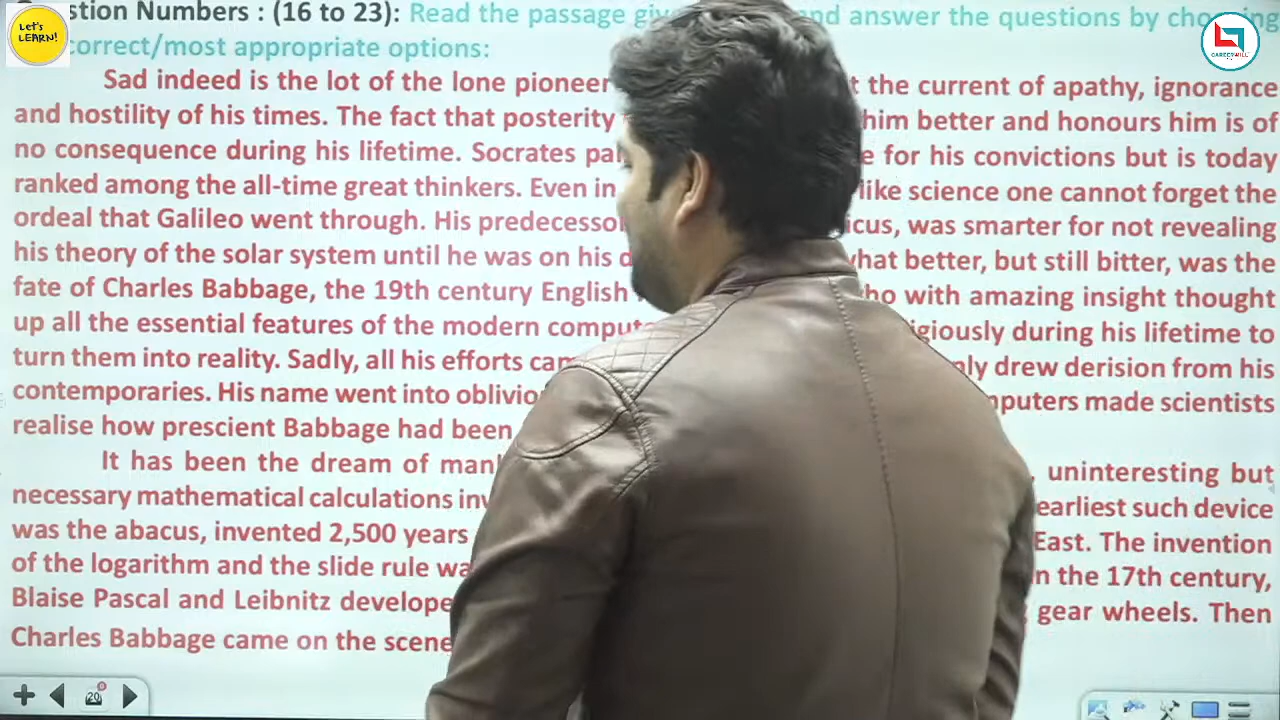 stion Numbers : (16 to 23): Read the passage giv and answer the questions by choosing
correct/most appropriate options:
Sad indeed is the lot of the lone pioneer t the current of apathy, ignorance
and hostility of his times. The fact that posterity him better and honours him is of
no consequence during his lifetime. Socrates pa e for his convictions but is today
ranked among the all-time great thinkers. Even in like science one cannot forget the
ordeal that Galileo went through. His predecessor icus, was smarter for not revealing
his theory of the solar system until he was on his d what better, but still bitter, was the
fate of Charles Babbage, the 19th century English ho with amazing insight thought
up all the essential features of the modern compute igiously during his lifetime to
turn them into reality. Sadly, all his efforts cam nly drew derision from his
contemporaries. His name went into oblivio nputers made scientists
realise how prescient Babbage had been
It has been the dream of man uninteresting but
necessary mathematical calculations inv earliest such device
was the abacus, invented 2,500 years East. The invention
of the logarithm and the slide rule wa n the 17th century,
Blaise Pascal and Leibnitz develope gear wheels. Then
Charles Babbage came on the scene
LET'S LEARN!
CAREERWILL
20